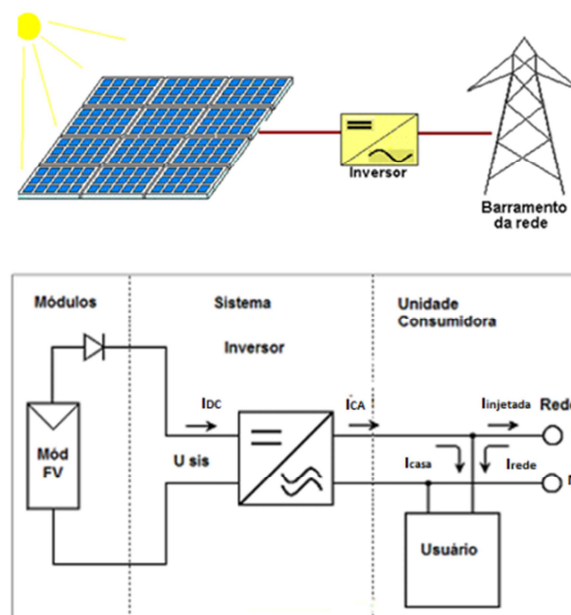 Inversor
Barramento
da rede
Módulos
Sistema
Unidade
Consumidora
Inversor
IDC
ICA
Iinjetada
Rede
Mód
FV
U sis
Icasa
Irede
Usuário